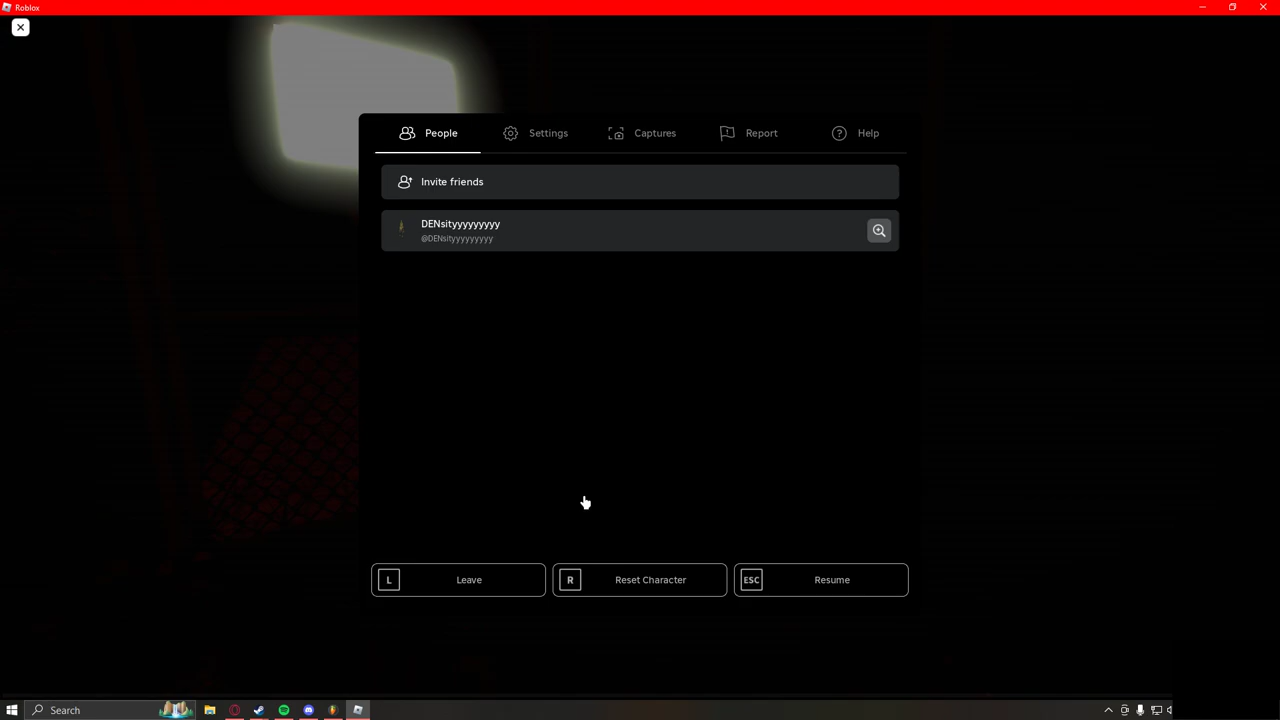 Roblox
People
Settings
Captures
Report
Help
Invite friends
DENsityyyyyyyyy
@DENsityyyyyyyyy
L Leave
R Reset Character
ESC Resume
Search